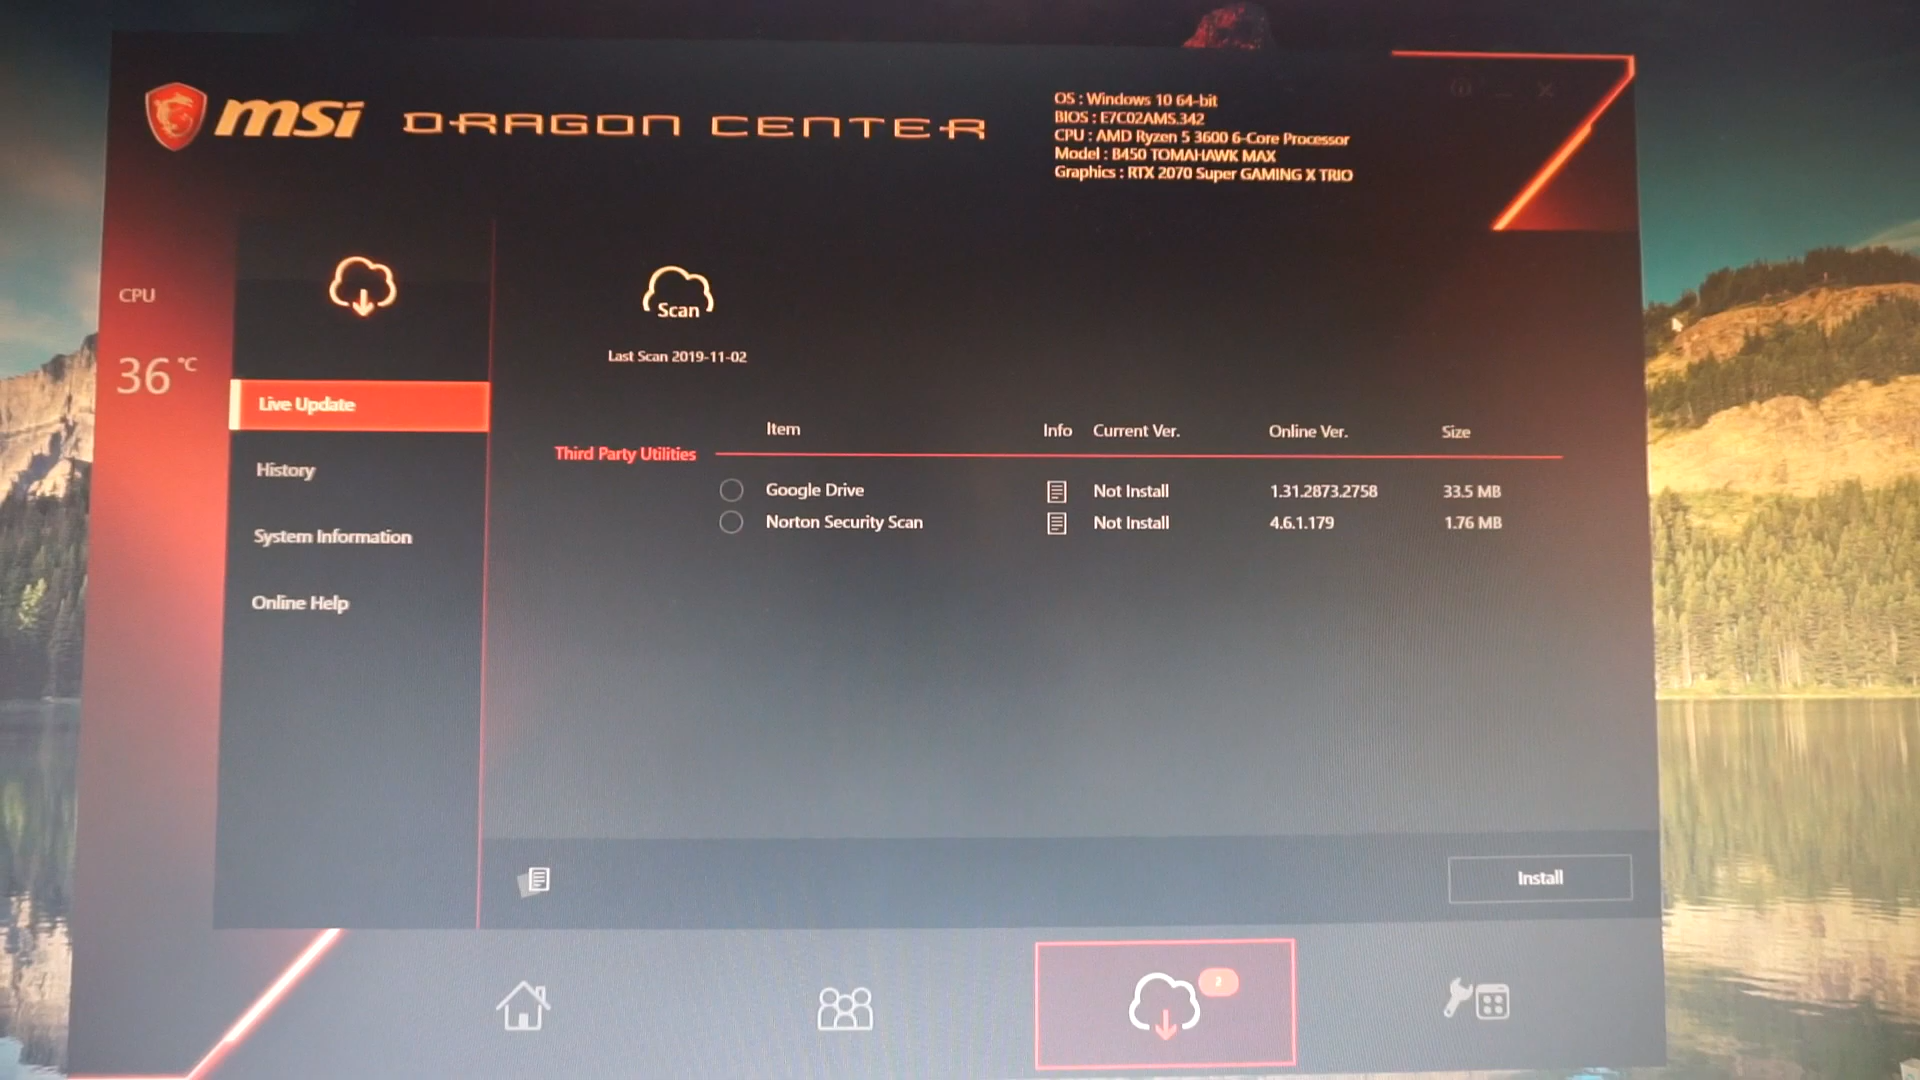 msi DRAGON CENTER
OS : Windows 10 64-bit
BIOS : E7C02AMS.342
CPU : AMD Ryzen 5 3600 6-Core Processor
Model : B450 TOMAHAWK MAX
Graphics : RTX 2070 Super GAMING X TRIO
CPU
36 °C
Live Update
History
System Information
Online Help
Scan
Last Scan 2019-11-02
Item Info Current Ver. Online Ver. Size
Third Party Utilities
Google Drive Not Install 1.31.2873.2758 33.5 MB
Norton Security Scan Not Install 4.6.1.179 1.76 MB
Install
2